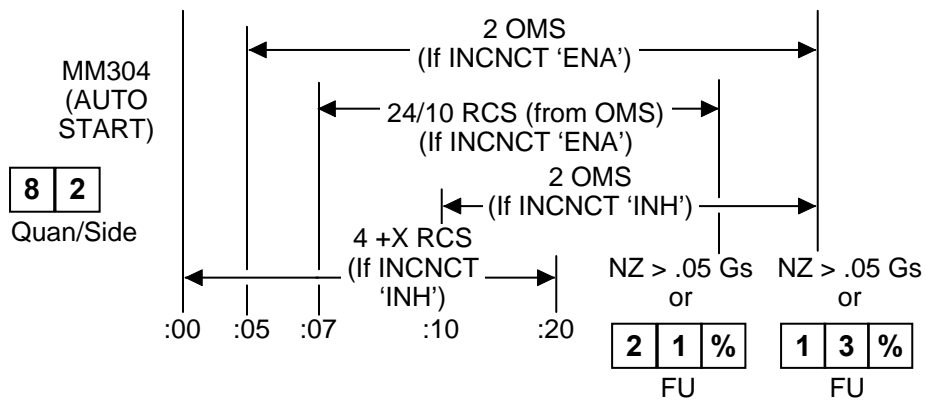 2 OMS
(If INCNCT 'ENA')
MM304
(AUTO
START)
24/10 RCS (from OMS)
(If INCNCT 'ENA')
8 2
Quan/Side
2 OMS
(If INCNCT 'INH')
4 +X RCS
(If INCNCT
'INH')
NZ > .05 Gs
or
NZ > .05 Gs
or
:00 :05 :07 :10 :20
2 1 %
FU
1 3 %
FU